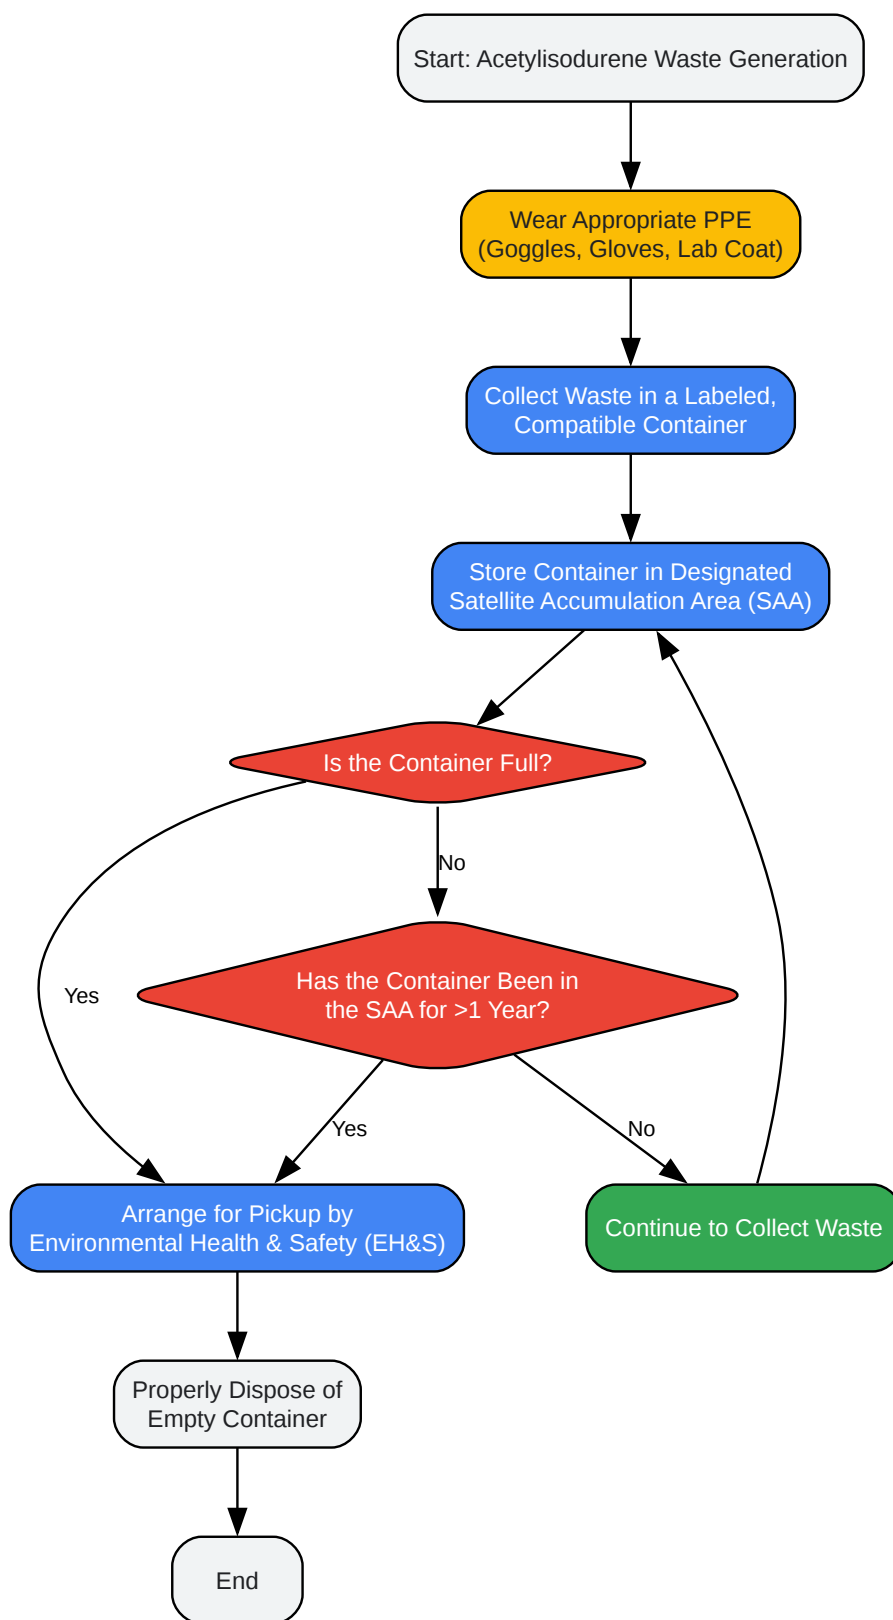 Start: Acetylisodurene Waste Generation
Wear Appropriate PPE
(Goggles, Gloves, Lab Coat)
Collect Waste in a Labeled,
Compatible Container
Store Container in Designated
Satellite Accumulation Area (SAA)
Is the Container Full?
No
Has the Container Been in
the SAA for >1 Year?
Yes
Yes
No
Arrange for Pickup by
Environmental Health & Safety (EH&S)
Continue to Collect Waste
Properly Dispose of
Empty Container
End